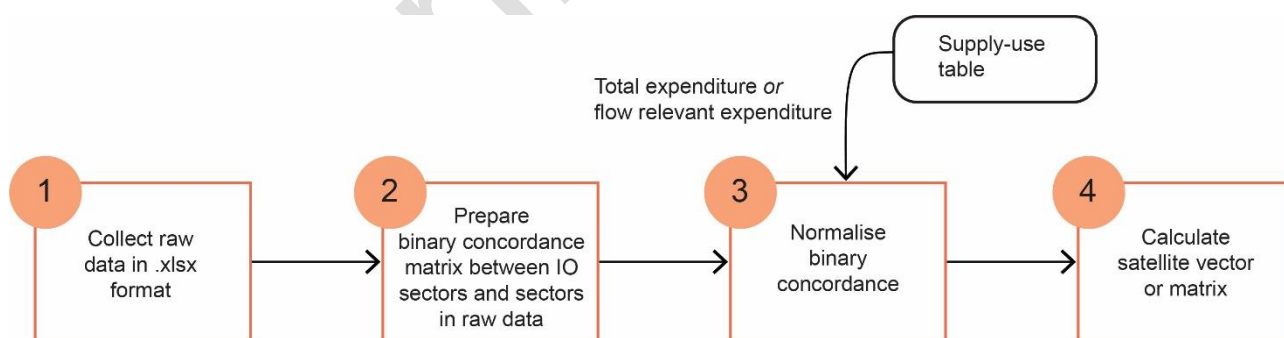 Supply-use
table
Total expenditure or
flow relevant expenditure
1
Collect raw
data in .xlsx
format
2
Prepare
binary concordance
matrix between IO
sectors and sectors
in raw data
3
Normalise
binary
concordance
4
Calculate
satellite vector
or matrix